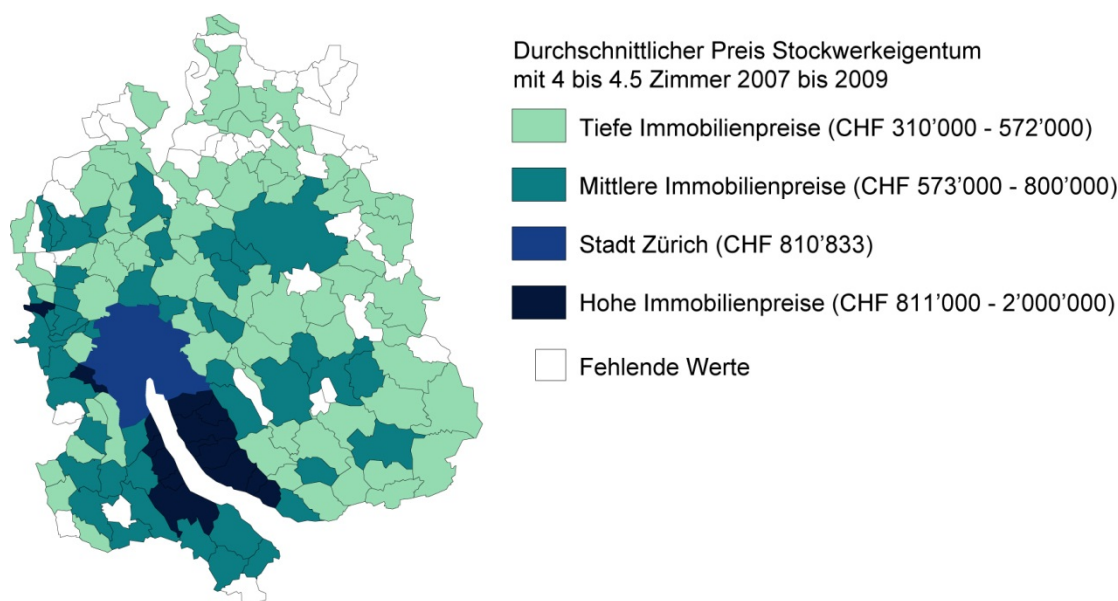 Durchschnittlicher Preis Stockwerkeigentum
mit 4 bis 4.5 Zimmer 2007 bis 2009
Tiefe Immobilienpreise (CHF 310’000 - 572’000)
Mittlere Immobilienpreise (CHF 573’000 - 800’000)
Stadt Zürich (CHF 810’833)
Hohe Immobilienpreise (CHF 811’000 - 2’000’000)
Fehlende Werte